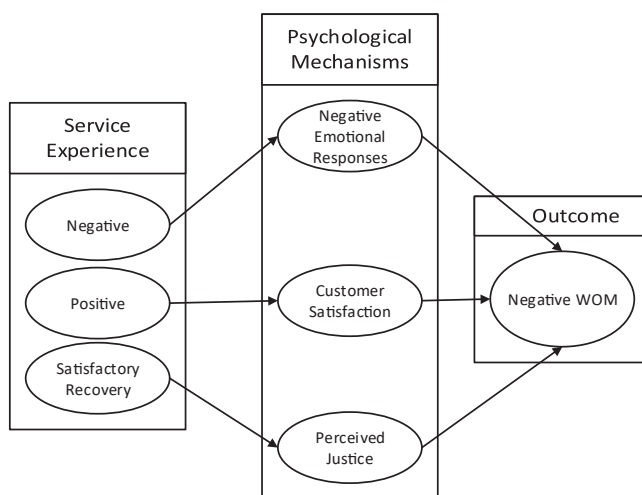 Psychological
Mechanisms
Service
Experience
Negative
Emotional
Responses
Negative
Outcome
Positive
Customer
Satisfaction
Negative WOM
Satisfactory
Recovery
Perceived
Justice